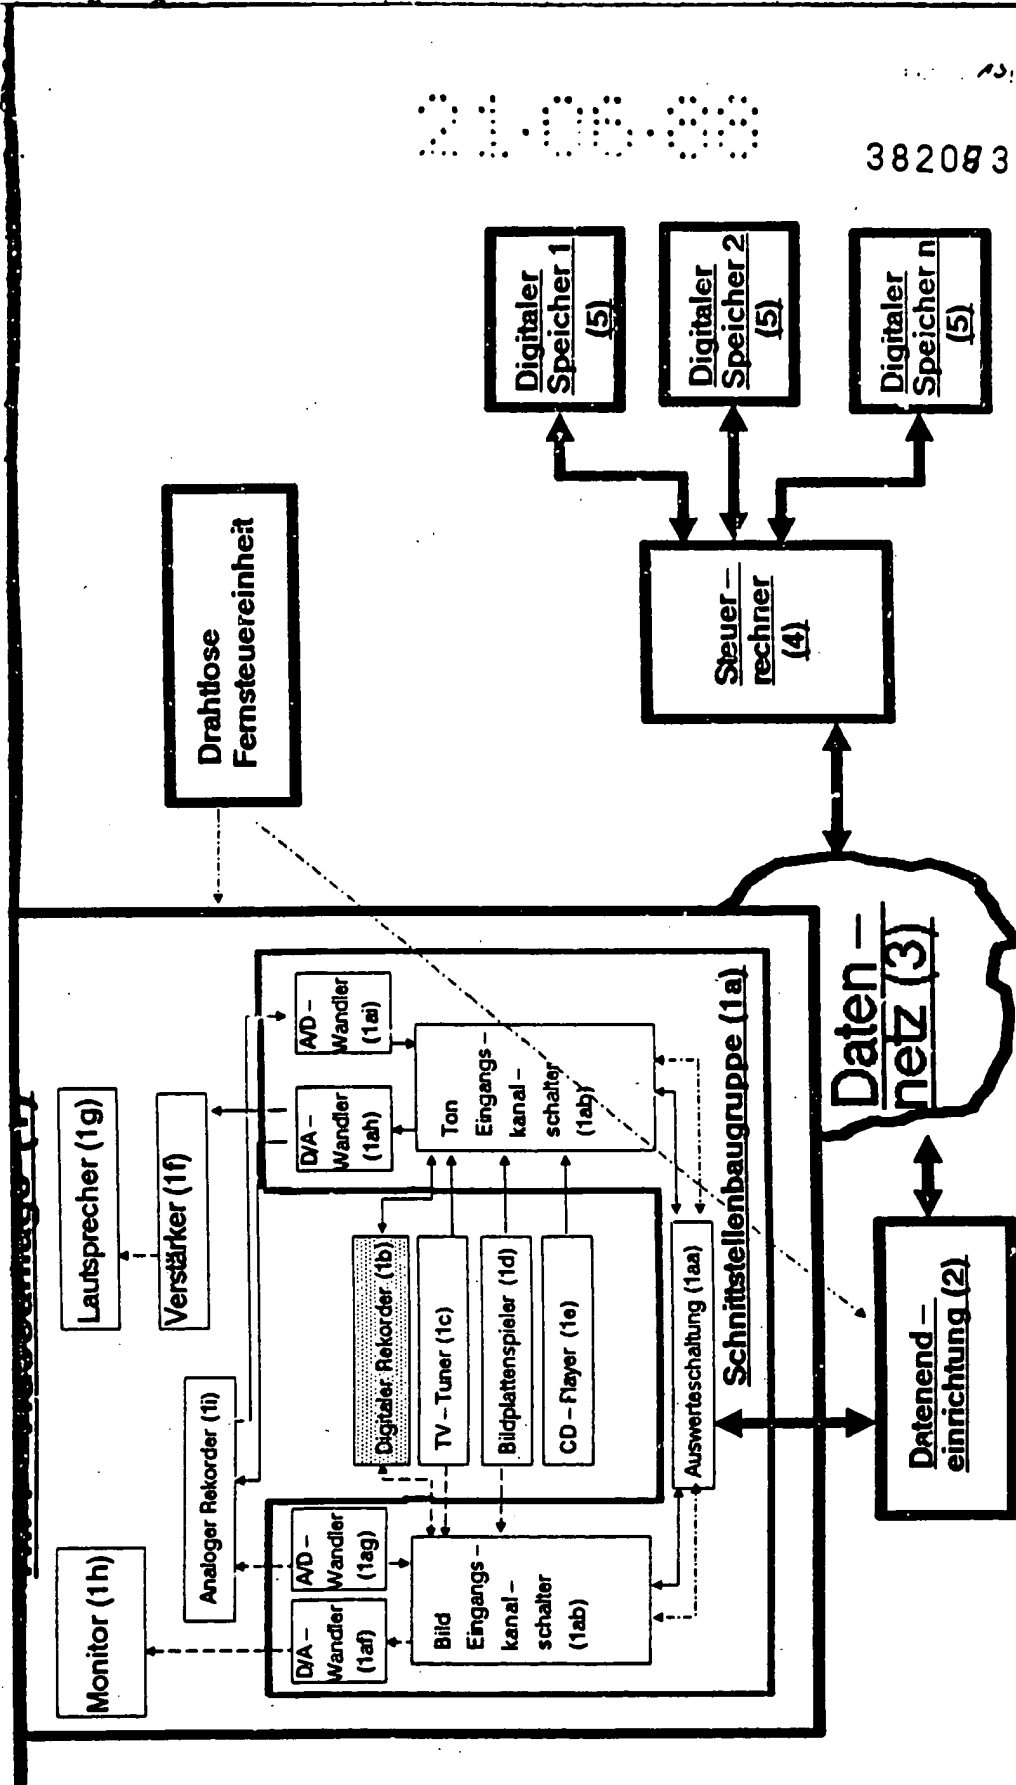 21.06.88
Monitor (1h)
Lautsprecher (1g)
Verstärker (1f)
Analoger Rekorder (1i)
D/A –
Wandler
(1af)
A/D –
Wandler
(1ag)
D/A –
Wandler
(1ah)
A/D –
Wandler
(1ai)
Bild
Eingangs –
kanal –
schalter
(1ab)
Digitaler Rekorder (1b)
TV – Tuner (1c)
Bildplattenspieler (1d)
CD – Player (1e)
Ton
Eingangs –
kanal –
schalter
(1ab)
Auswerteschaltung (1aa)
Schnittstellenbaugruppe (1a)
Drahtlose
Fernsteuereinheit
Datenend –
einrichtung (2)
Daten –
netz (3)
Steuer –
rechner
(4)
Digitaler
Speicher 1
(5)
Digitaler
Speicher 2
(5)
Digitaler
Speicher n
(5)